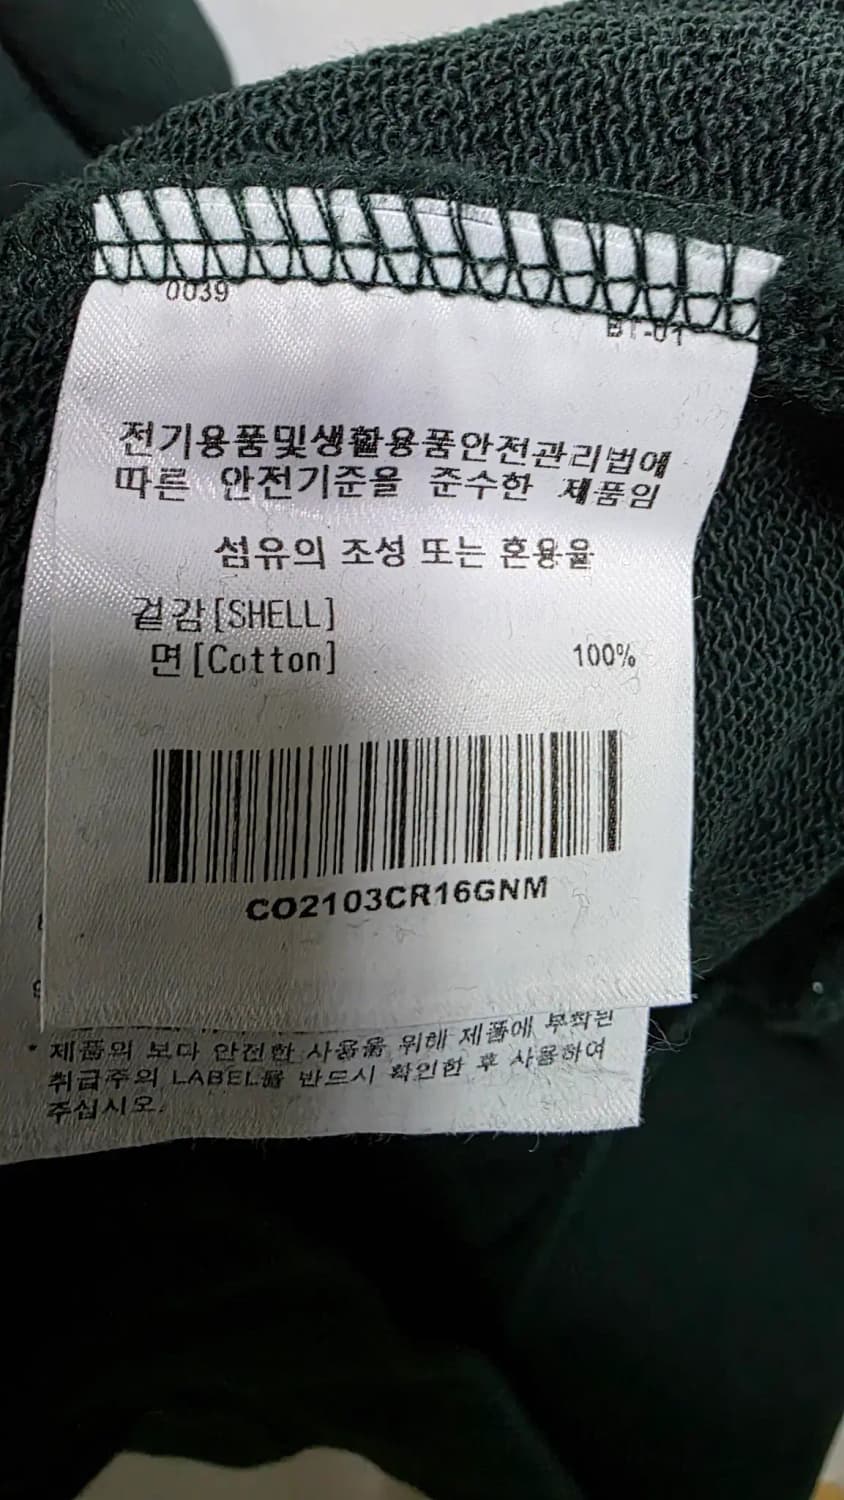 0039
BT-01
전기용품및생활용품안전관리법에
따른 안전기준을 준수한 제품임
섬유의 조성 또는 혼용율
겉감[SHELL]
면[Cotton] 100%
CO2103CR16GNM
* 제품의 보다 안전한 사용을 위해 제품에 부착된
취급주의 LABEL을 반드시 확인한 후 사용하여
주십시오.